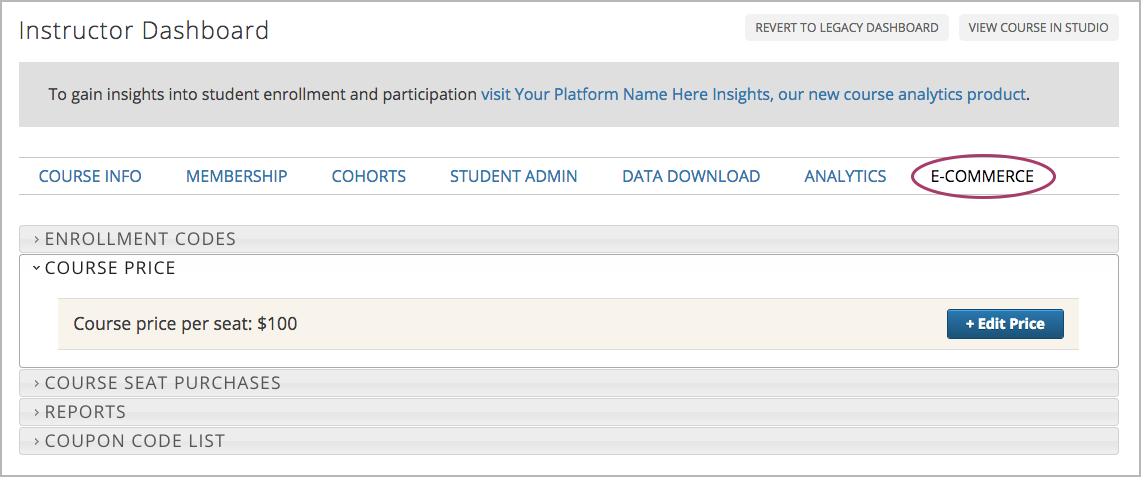 Instructor Dashboard
REVERT TO LEGACY DASHBOARD
VIEW COURSE IN STUDIO
To gain insights into student enrollment and participation visit Your Platform Name Here Insights, our new course analytics product.
COURSE INFO MEMBERSHIP COHORTS STUDENT ADMIN DATA DOWNLOAD ANALYTICS E-COMMERCE
ENROLLMENT CODES
COURSE PRICE
Course price per seat: $100
+ Edit Price
COURSE SEAT PURCHASES
REPORTS
COUPON CODE LIST